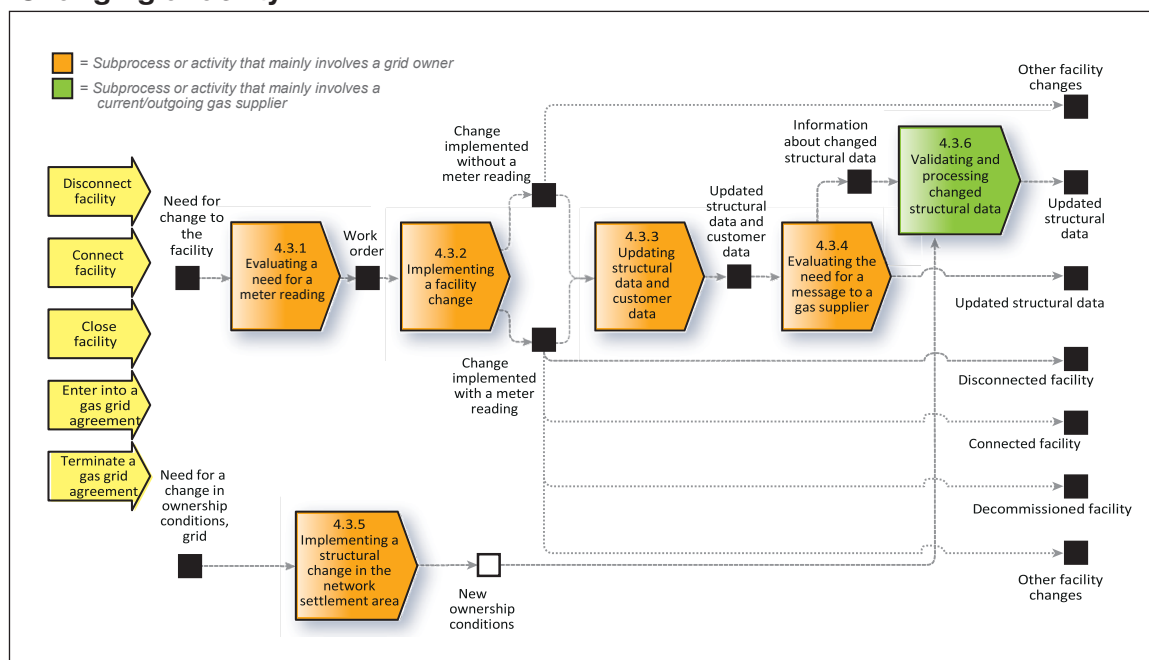 = Subprocess or activity that mainly involves a grid owner
= Subprocess or activity that mainly involves a
current/outgoing gas supplier
Other facility
changes
Change
implemented
without a
meter reading
Information
about changed
structural data
4.3.6
Validating and
processing
changed
structural data
Disconnect
facility
Need for
change to
the
facility
Updated
structural
data and
customer
data
Updated
structural
data
Connect
facility
4.3.1
Evaluating a
need for a
meter reading
Work
order
4.3.2
Implementing
a facility
change
4.3.3
Updating
structural
data and
customer
data
4.3.4
Evaluating the
need for a
message to a
gas supplier
Updated structural data
Close
facility
Change
implemented
with a meter
reading
Disconnected facility
Enter into a
gas grid
agreement
Connected facility
Terminate a
gas grid
agreement
Need for a
change in
ownership
conditions,
grid
Decommissioned facility
4.3.5
Implementing a
structural
change in the
network
settlement area
New
ownership
conditions
Other facility
changes